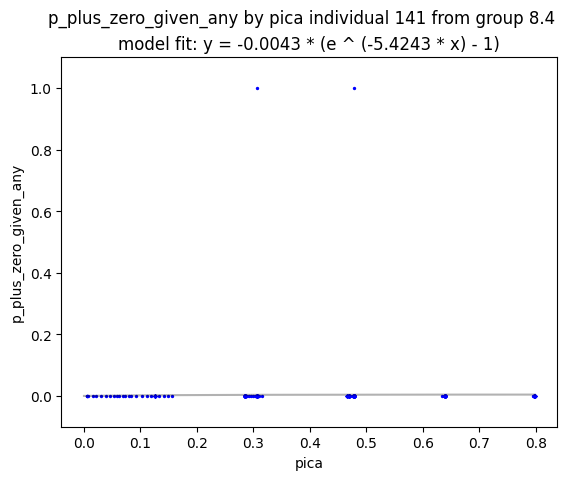 p_plus_zero_given_any by pica individual 141 from group 8.4
model fit: y = -0.0043 * (e ^ (-5.4243 * x) - 1)
1.0
0.8
0.6
0.4
0.2
0.0
p_plus_zero_given_any
0.0 0.1 0.2 0.3 0.4 0.5 0.6 0.7 0.8
pica